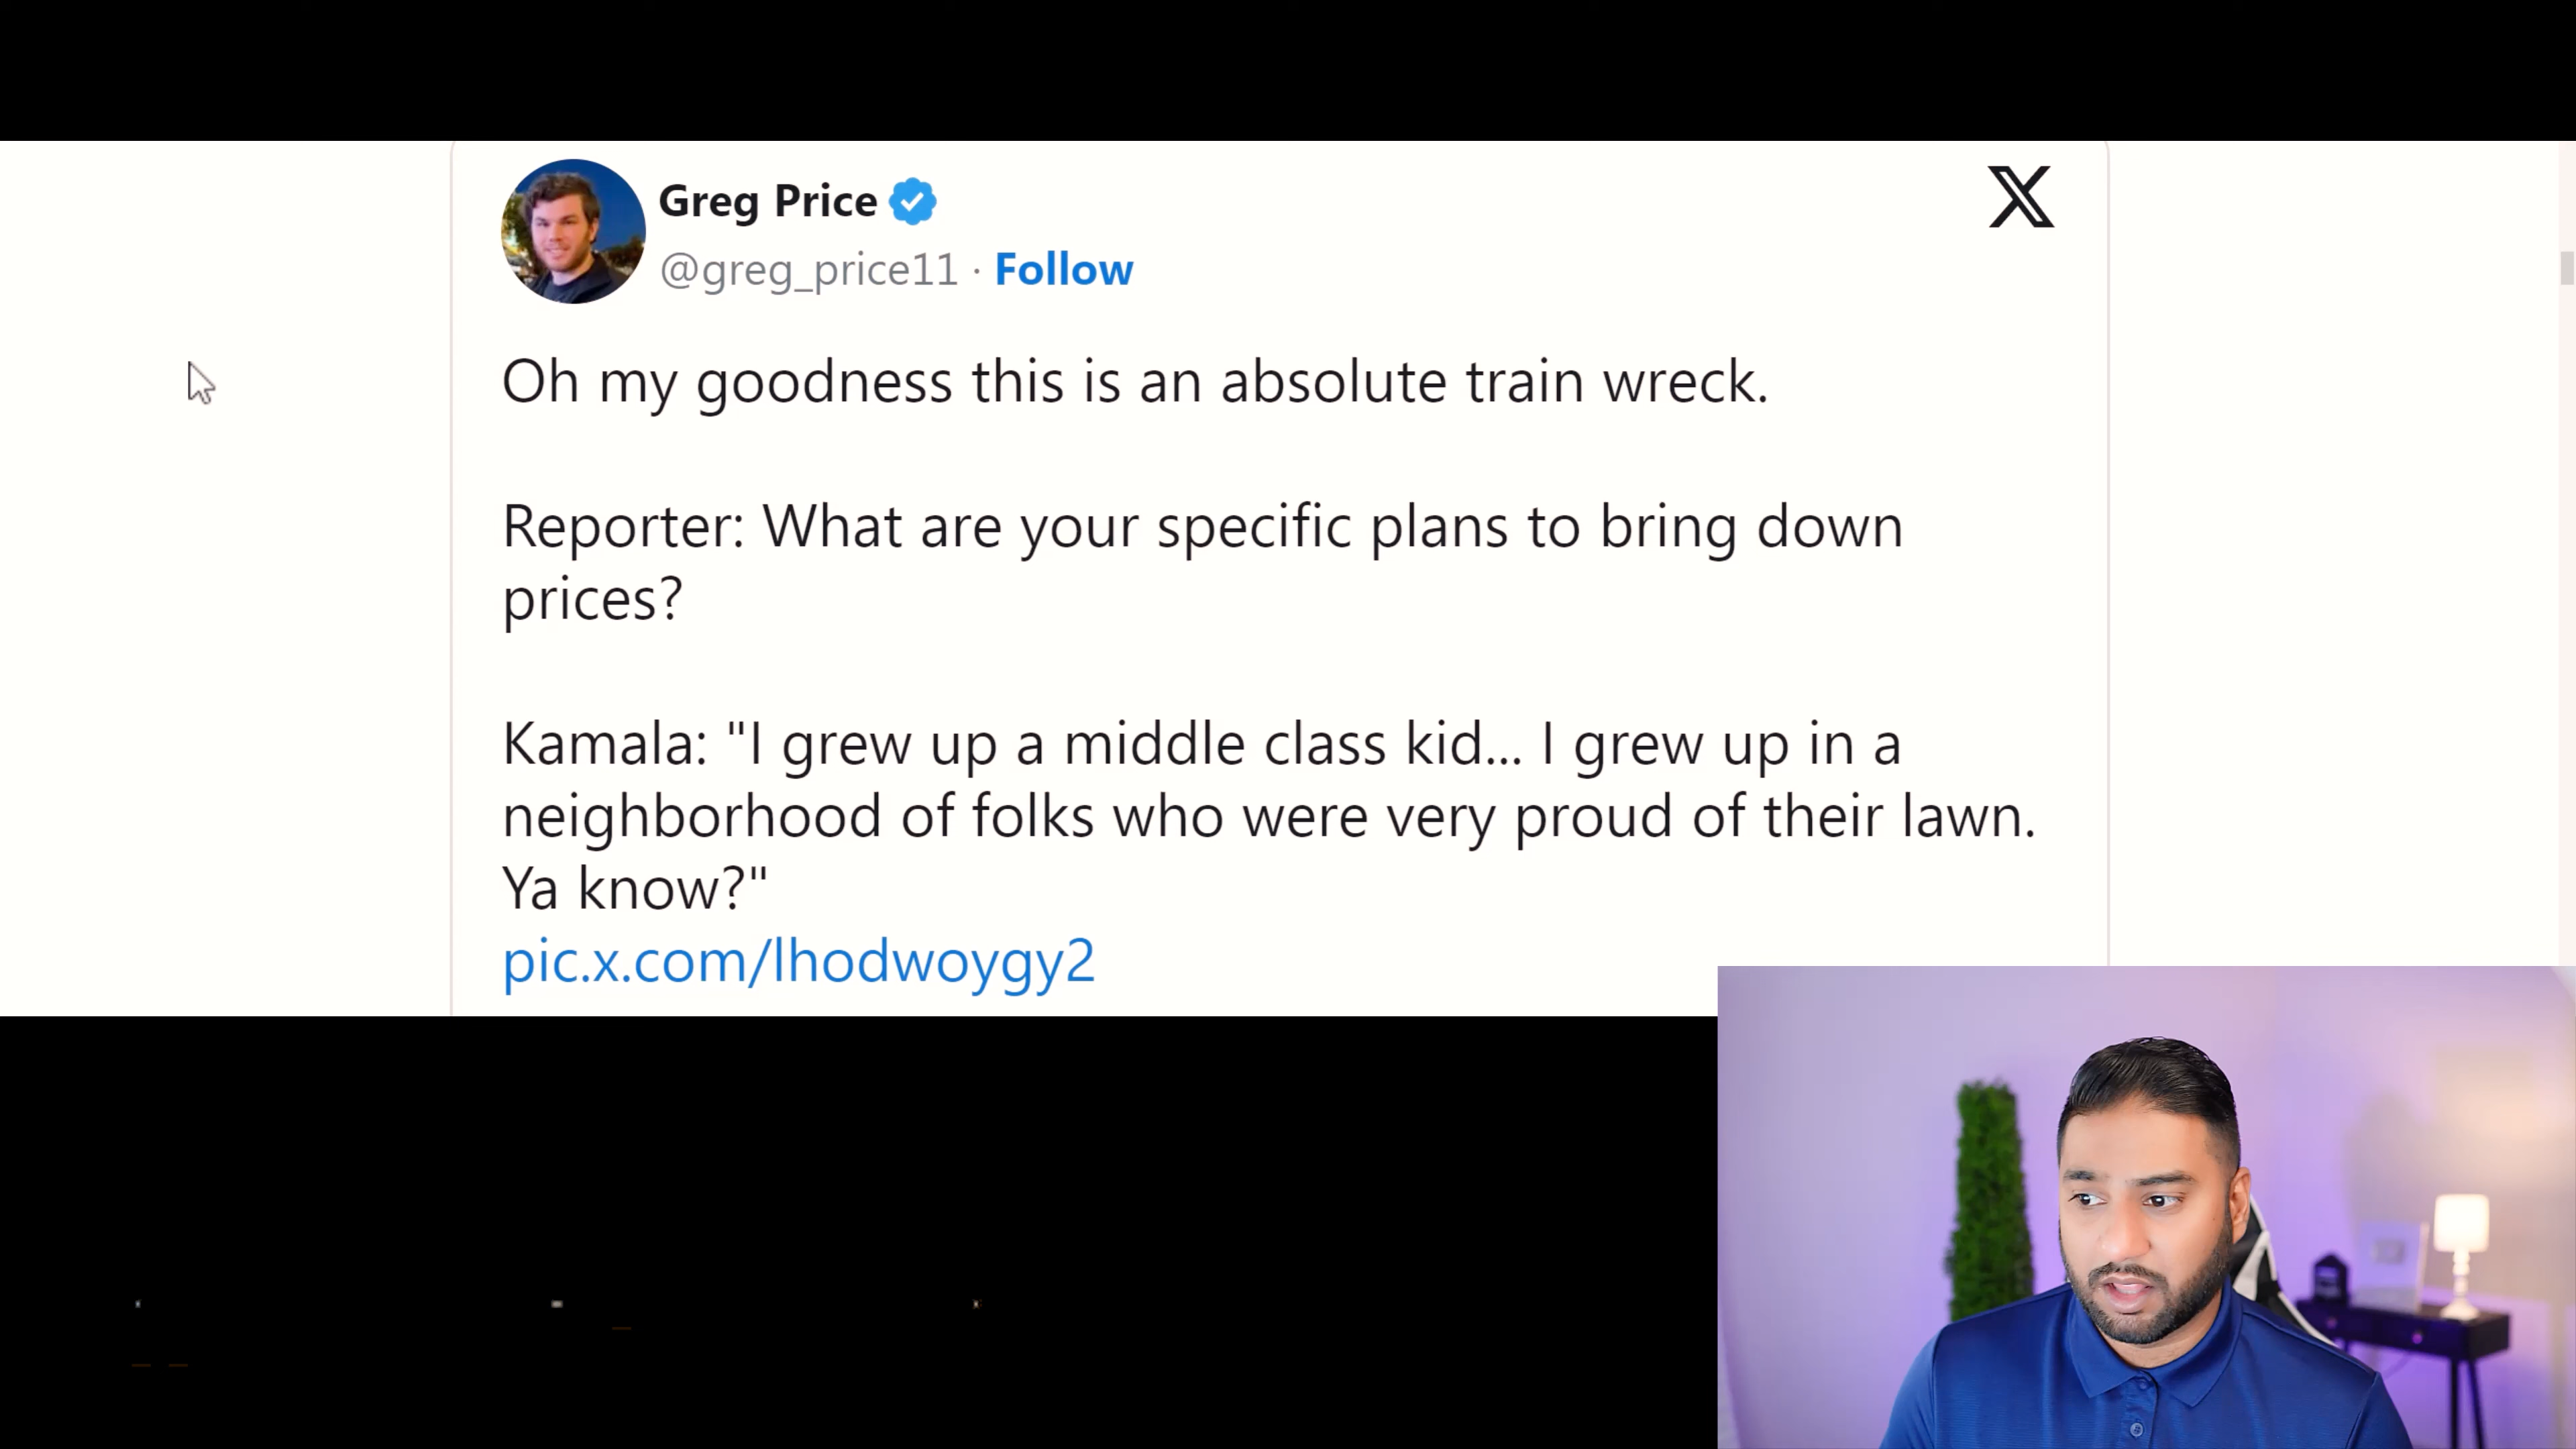 Greg Price
@greg_price11 · Follow
Oh my goodness this is an absolute train wreck.
Reporter: What are your specific plans to bring down
prices?
Kamala: "I grew up a middle class kid... I grew up in a
neighborhood of folks who were very proud of their lawn.
Ya know?"
pic.x.com/lhodwoygy2